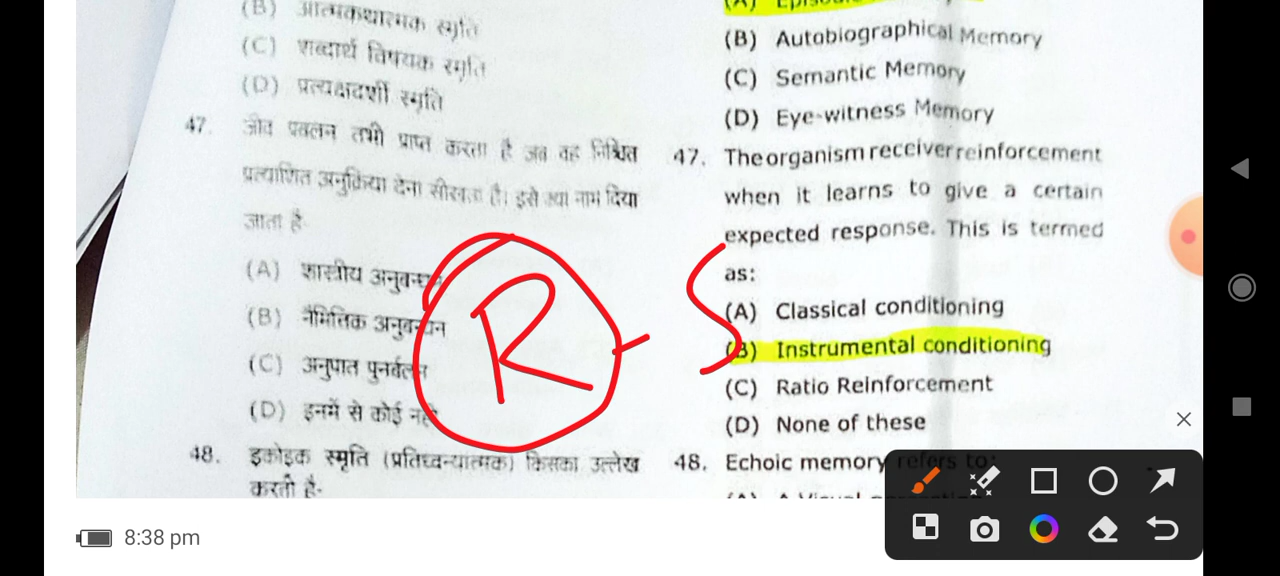 (B) आत्मकथात्मक स्मृति
(C) शब्दार्थ विषयक स्मृति
(D) प्रत्यक्षदर्शी स्मृति
47. जीव प्रबलन तभी प्राप्त करता है जब वह निश्चित
प्रत्याशित अनुक्रिया देना सीखता है। इसे क्या नाम दिया
जाता है-
(A) शास्त्रीय अनुबन्धन
(B) नैमित्तिक अनुबन्धन
(C) अनुपात पुनर्बलन
(D) इनमें से कोई नहीं
48. इकोइक स्मृति (प्रतिध्वन्यात्मक) किसका उल्लेख
करती है-
(A)
(B) Autobiographical Memory
(C) Semantic Memory
(D) Eye-witness Memory
47. The organism receiver reinforcement
when it learns to give a certain
expected response. This is termed
as:
(A) Classical conditioning
(B) Instrumental conditioning
(C) Ratio Reinforcement
(D) None of these
48. Echoic memory refers to:
R - S
8:38 pm